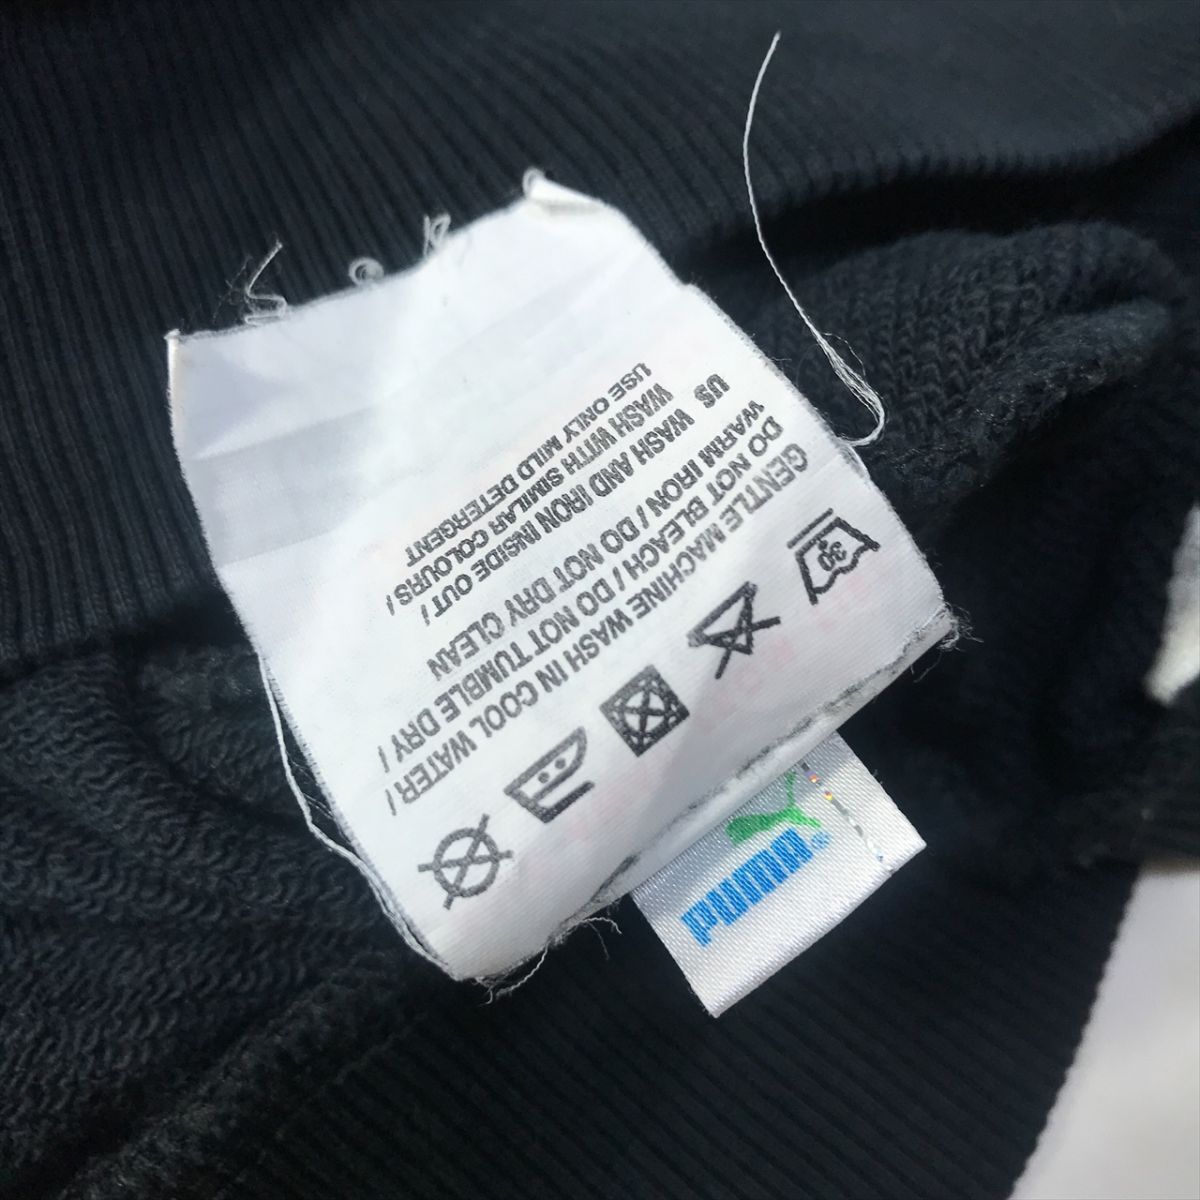 30
GENTLE MACHINE WASH IN COOL WATER /
DO NOT BLEACH / DO NOT TUMBLE DRY /
WARM IRON / DO NOT DRY CLEAN
US WASH AND IRON INSIDE OUT /
WASH WITH SIMILAR COLOURS /
USE ONLY MILD DETERGENT
PUMA®